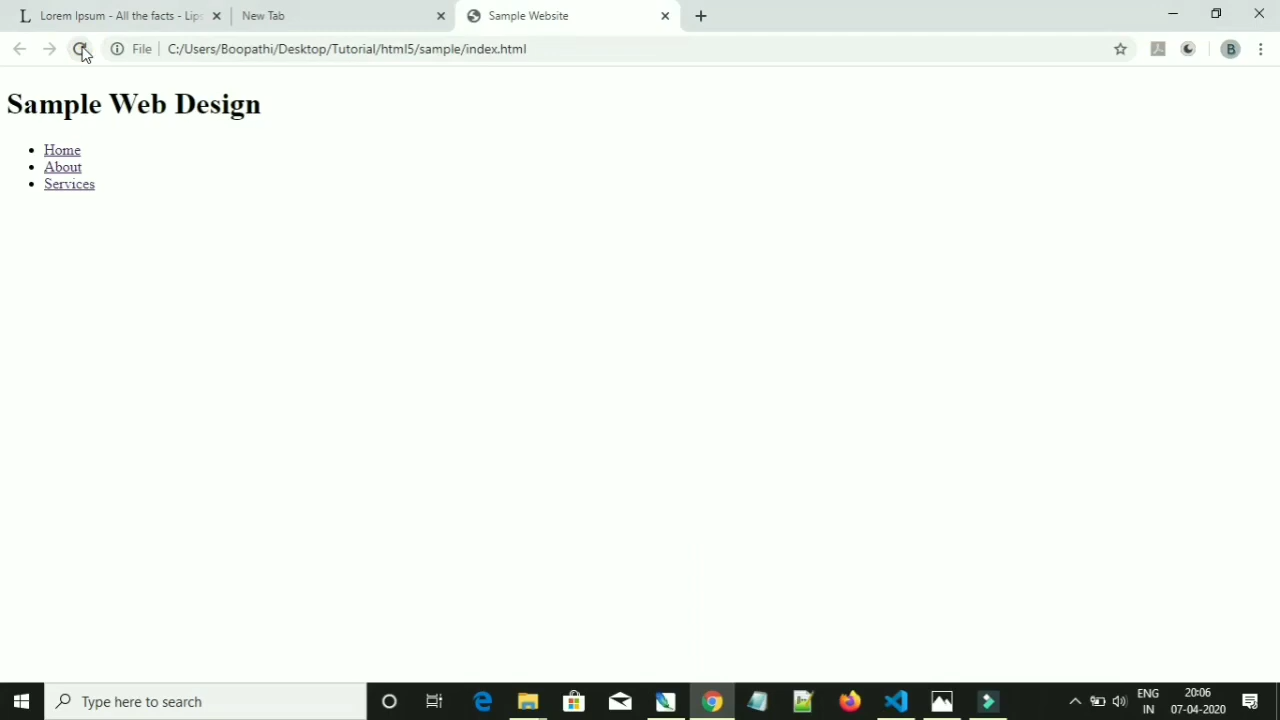 Lorem Ipsum - All the facts - Lips
New Tab
Sample Website
File
C:/Users/Boopathi/Desktop/Tutorial/html5/sample/index.html
B
Sample Web Design
Home
About
Services
Type here to search
ENG
IN
20:06
07-04-2020